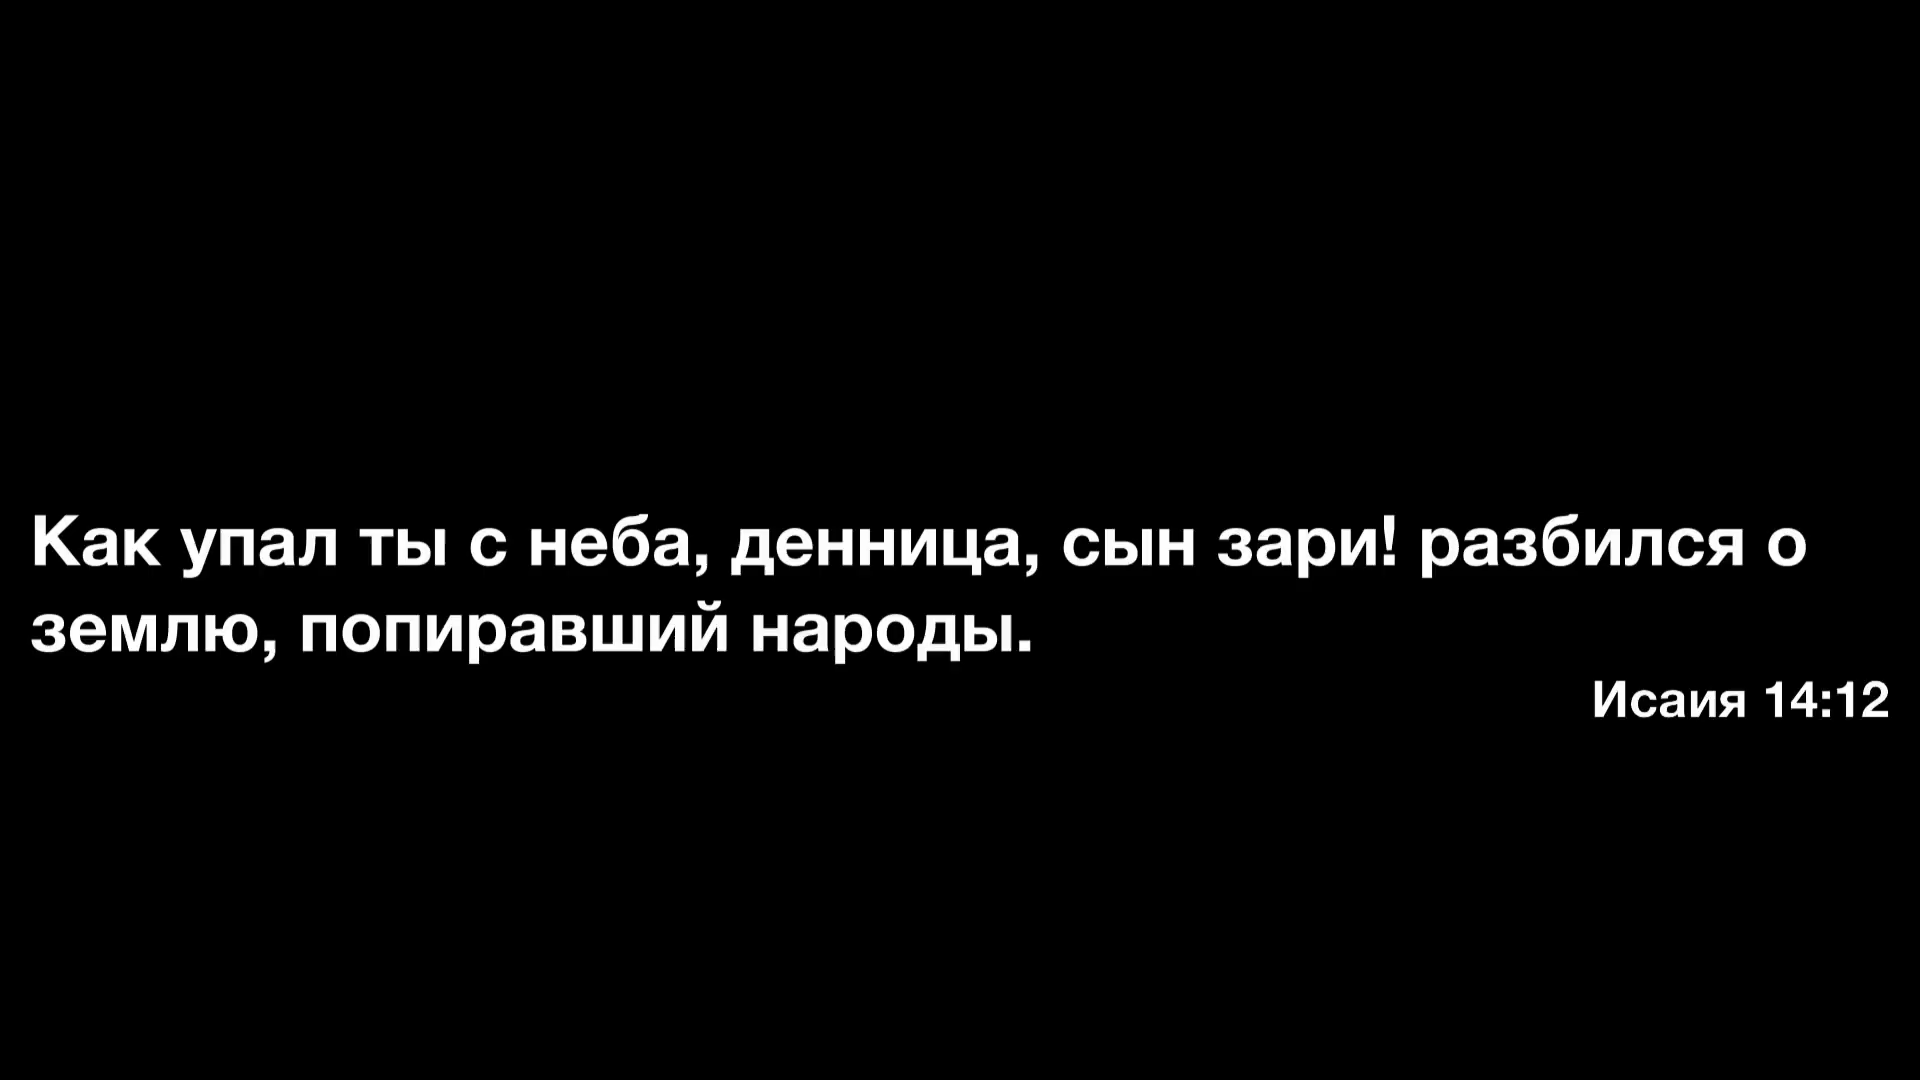 Как упал ты с неба, денница, сын зари! разбился о
землю, попиравший народы.
Исаия 14:12